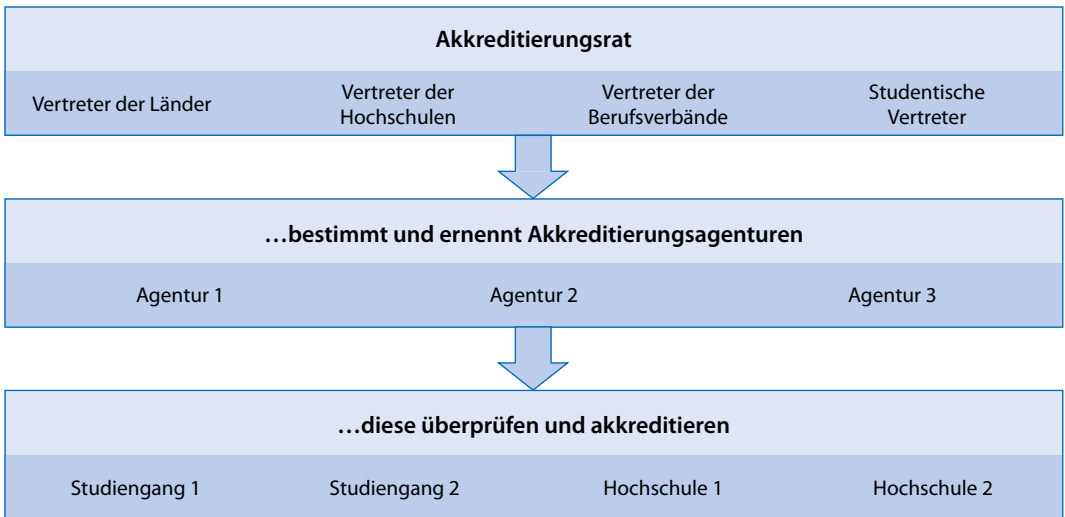 Akkreditierungsrat
Vertreter der Länder
Vertreter der
Hochschulen
Vertreter der
Berufsverbände
Studentische
Vertreter
…bestimmt und ernennt Akkreditierungsagenturen
Agentur 1
Agentur 2
Agentur 3
…diese überprüfen und akkreditieren
Studiengang 1
Studiengang 2
Hochschule 1
Hochschule 2